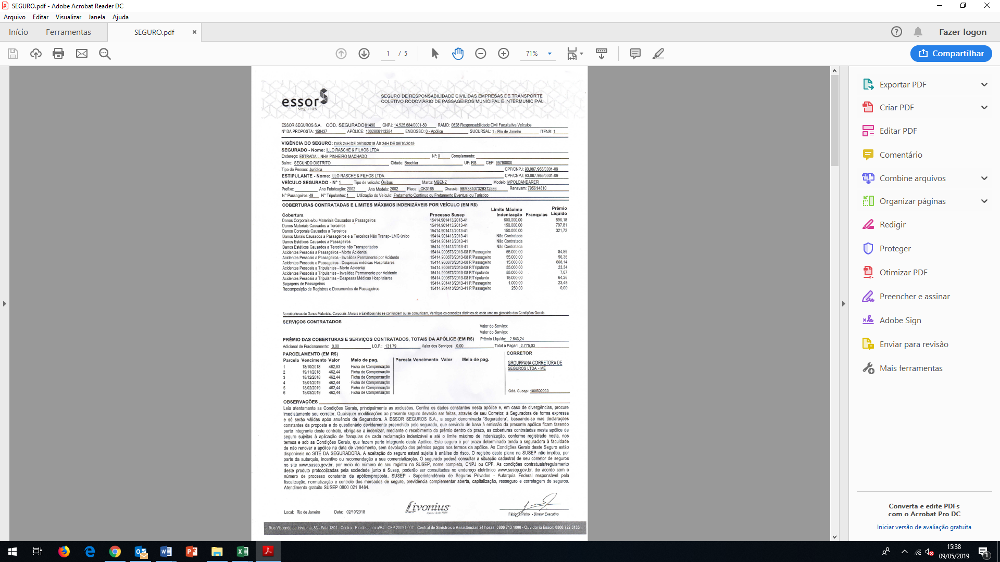 SEGURO.pdf - Adobe Acrobat Reader DC
Arquivo Editar Visualizar Janela Ajuda
Início Ferramentas SEGURO.pdf Fazer logon
1 / 5 71% Compartilhar
essor
seguros
SEGURO DE RESPONSABILIDADE CIVIL DAS EMPRESAS DE TRANSPORTE
COLETIVO RODOVIÁRIO DE PASSAGEIROS MUNICIPAL E INTERMUNICIPAL
ESSOR SEGUROS S.A. CÓD. SEGURADO 01490 CNPJ: 14.525.684/0001-50 RAMO: 0628 Responsabilidade Civil Facultativa Veículos
Nº DA PROPOSTA: 158437 APÓLICE: 1002806113284 ENDOSSO: 0 - Apólice SUCURSAL: 1 - Rio de Janeiro ITENS: 1
VIGÊNCIA DO SEGURO: DAS 24H DE 06/10/2018 ÀS 24H DE 06/10/2019
SEGURADO - Nome: ILLO RASCHE & FILHOS LTDA
Endereço: ESTRADA LINHA PINHEIRO MACHADO Nº: 0 Complemento:
Bairro: SEGUNDO DISTRITO Cidade: Brochier UF: RS CEP: 95790000
Tipo de Pessoa: Jurídica CPF/CNPJ: 93.087.955/0001-09
ESTIPULANTE - Nome: ILLO RASCHE & FILHOS LTDA CPF/CNPJ: 93.087.955/0001-09
VEÍCULO SEGURADO - Nº 1 Tipo de veículo: Ônibus Marca: MBENZ Modelo: MPOLOANDARER
Prefixo: Ano Fabricação: 2002 Ano Modelo: 2002 Placa: LOK3165 Chassis: 9BM3840732B312586 Renavam: 795614810
Nº Passageiros: 48 Nº Tripulantes: 1 Utilização do Veículo: Fretamento Contínuo ou Fretamento Eventual ou Turístico
COBERTURAS CONTRATADAS E LIMITES MÁXIMOS INDENIZÁVEIS POR VEÍCULO (EM R$)
Cobertura Processo Susep Limite Máximo Indenização Franquias Prêmio Líquido
Danos Corporais e/ou Materiais Causados a Passageiros 15414.901413/2013-41 600.000,00 596,18
Danos Materiais Causados a Terceiros 15414.901413/2013-41 150.000,00 797,81
Danos Corporais Causados a Terceiros 15414.901413/2013-41 150.000,00 321,72
Danos Morais Causados a Passageiros e a Terceiros Não Transp- LMG único 15414.901413/2013-41 Não Contratada
Danos Estéticos Causados a Passageiros 15414.901413/2013-41 Não Contratada
Danos Estéticos Causados a Terceiros não Transportados 15414.901413/2013-41 Não Contratada
Acidentes Pessoais a Passageiros - Morte Acidental 15414.900673/2013-08 P/Passageiro 55.000,00 84,89
Acidentes Pessoais a Passageiros - Invalidez Permanente por Acidente 15414.900673/2013-08 P/Passageiro 55.000,00 56,36
Acidentes Pessoais a Passageiros - Despesas médicas Hospitalares 15414.900673/2013-08 P/Passageiro 15.000,00 668,14
Acidentes Pessoais a Tripulantes - Morte Acidental 15414.900673/2013-08 P/Tripulante 55.000,00 23,34
Acidentes Pessoais a Tripulantes - Invalidez Permanente por Acidente 15414.900673/2013-08 P/Tripulante 55.000,00 7,07
Acidentes Pessoais a Tripulantes - Despesas Médicas Hospitalares 15414.900673/2013-08 P/Tripulante 15.000,00 64,26
Bagagens de Passageiros 15414.901413/2013-41 P/Passageiro 1.000,00 23,45
Recomposição de Registros e Documentos de Passageiros 15414.901413/2013-41 P/Passageiro 250,00 0,00
As coberturas de Danos Materiais, Corporais, Morais e Estéticos não se confundem ou se comunicam. Verifique os conceitos distintos de cada uma no glossário das Condições Gerais.
SERVIÇOS CONTRATADOS
Valor do Serviço:
Valor do Serviço:
PRÊMIO DAS COBERTURAS E SERVIÇOS CONTRATADOS, TOTAIS DA APÓLICE (EM R$) Prêmio Líquido: 2.643,24
Adicional de Fracionamento: 0,00 I.O.F.: 131,79 Valor dos Serviços: 0,00 Total a Pagar: 2.775,03
PARCELAMENTO (EM R$) CORRETOR
Parcela Vencimento Valor Meio de pag. Parcela Vencimento Valor Meio de pag.
GROUPPANA CORRETORA DE
SEGUROS LTDA - ME
1 18/10/2018 462,83 Ficha de Compensação
2 19/11/2018 462,44 Ficha de Compensação
3 18/12/2018 462,44 Ficha de Compensação
4 18/01/2019 462,44 Ficha de Compensação
5 18/02/2019 462,44 Ficha de Compensação
6 18/03/2019 462,44 Ficha de Compensação
Cód. Susep:
OBSERVAÇÕES
Leia atentamente as Condições Gerais, principalmente as exclusões. Confira os dados constantes nesta apólice e, em caso de divergências, procure
imediatamente seu corretor. Quaisquer modificações ao presente seguro deverão ser feitas, através de seu Corretor, à Seguradora de forma expressa
e só serão válidas após anuência da Seguradora. A ESSOR SEGUROS S.A., a seguir denominada "Seguradora", baseando-se nas declarações
constantes da proposta e do questionário devidamente preenchido pelo segurado, que servindo de base à emissão da presente apólice ficam fazendo
parte integrante deste contrato, obriga-se a indenizar, mediante o recebimento do prêmio dentro do prazo, as coberturas contratadas nesta apólice de
seguro sujeitas à aplicação de franquias de cada reclamação indenizável e até o limite máximo de indenização, conforme registrado nesta, nos
termos e sob as Condições Gerais, que fazem parte integrante desta Apólice. Este seguro é por prazo determinado tendo a seguradora à faculdade
de não renovar a apólice na data de vencimento, sem devolução dos prêmios pagos nos termos da apólice. As Condições Gerais deste Seguro estão
disponíveis no SITE DA SEGURADORA. A aceitação do seguro estará sujeita à análise do risco. O registro deste plano na SUSEP não implica, por
parte da autarquia, incentivo ou recomendação a sua comercialização. O segurado poderá consultar a situação cadastral de seu corretor de seguros
no site www.susep.gov.br, por meio do número de seu registro na SUSEP, nome completo, CNPJ ou CPF. As condições contratuais/regulamento
deste produto protocolizadas pela sociedade junto à Susep, poderão ser consultadas no endereço eletrônico www.susep.gov.br, de acordo com o
número de processo constante da apólice/proposta. SUSEP - Superintendência de Seguros Privados - Autarquia Federal responsável pela
fiscalização, normatização e controle dos mercados de seguro, previdência complementar aberta, capitalização, resseguro e corretagem de seguros.
Atendimento gratuito SUSEP 0800 021 8484.
Local: Rio de Janeiro Data: 02/10/2018 Livonius Fábio Pinho - Diretor Executivo
Rua Visconde de Inhaúma, 83 - Sala 1801 - Centro - Rio de Janeiro/RJ - CEP 20091-007 - Central de Sinistros e Assistências 24 horas: 0800 713 1000 - Ouvidoria Essor: 0800 722 5135
Exportar PDF
Criar PDF
Editar PDF
Comentário
Combine arquivos
Organizar páginas
Redigir
Proteger
Otimizar PDF
Preencher e assinar
Adobe Sign
Enviar para revisão
Mais ferramentas
Converta e edite PDFs
com o Acrobat Pro DC
Iniciar versão de avaliação gratuita
15:38
09/05/2019
1